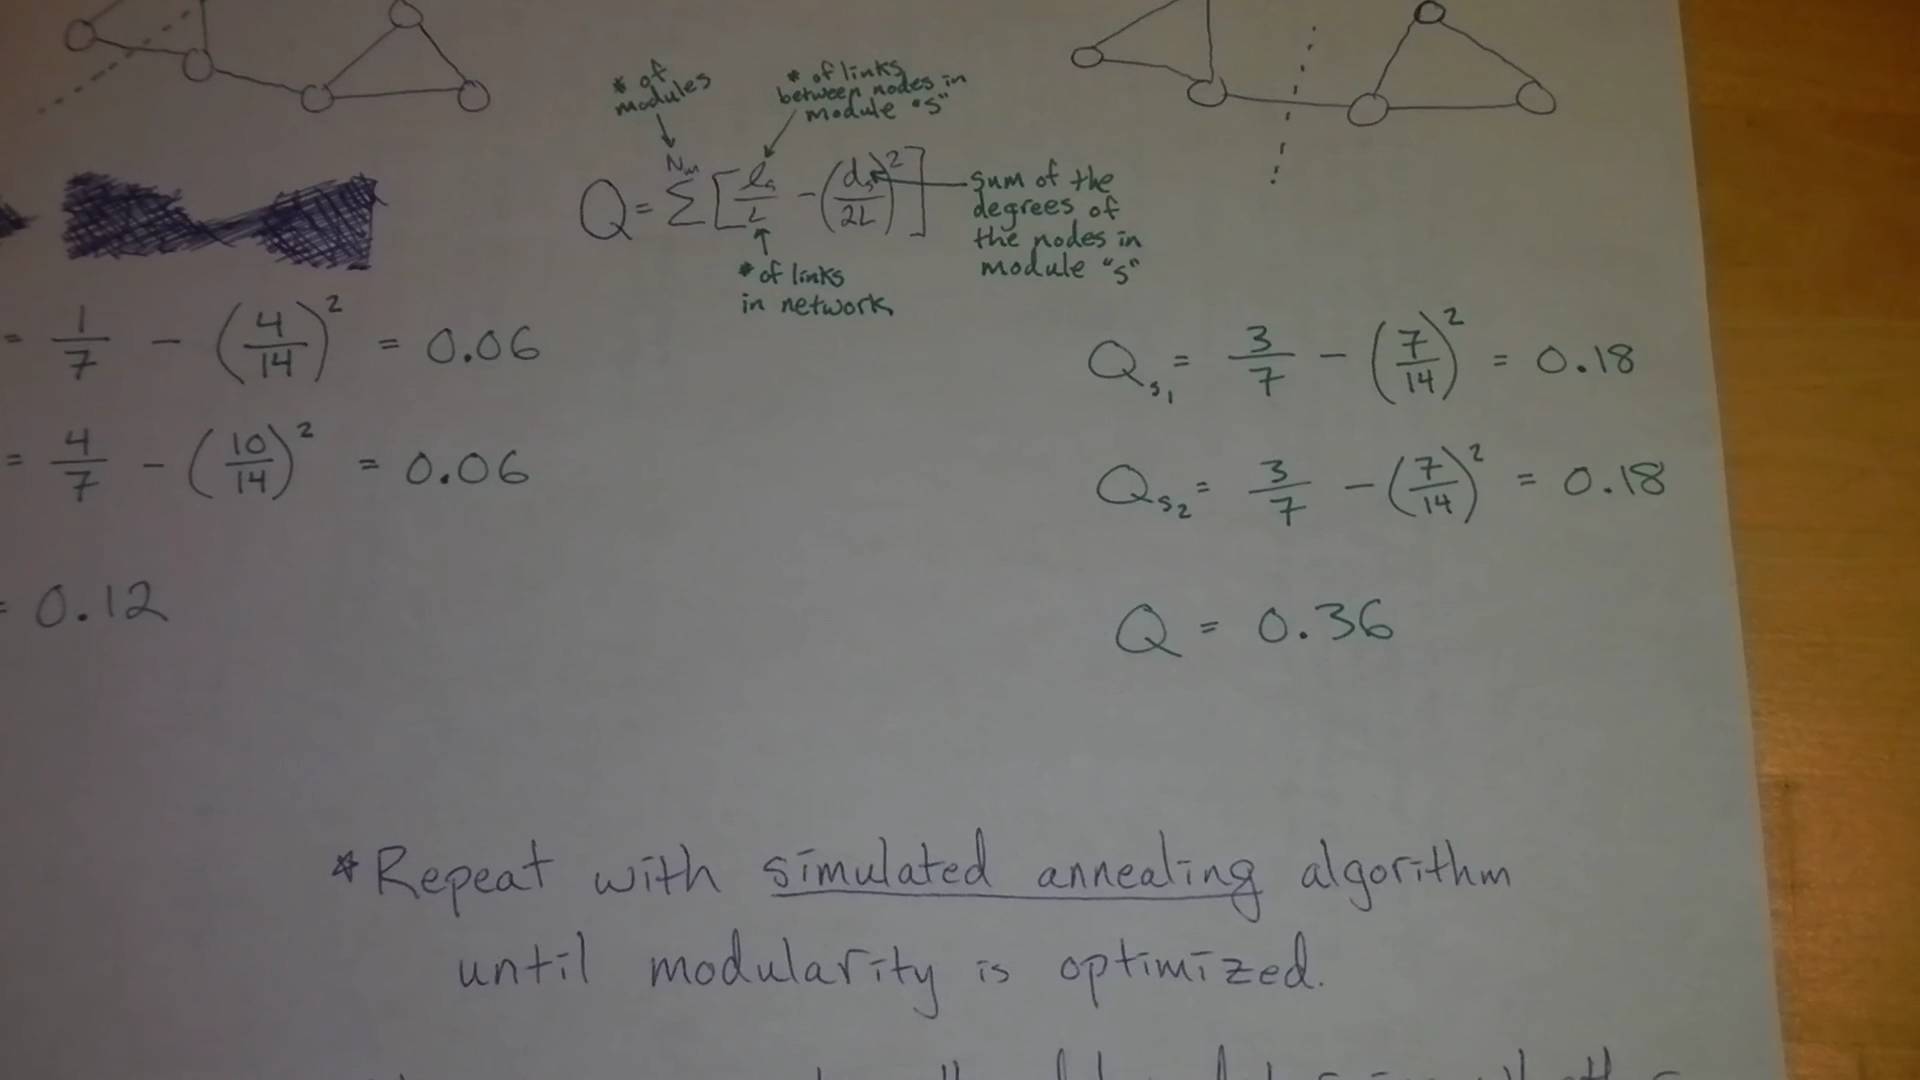 * of
modules
* of links
between nodes in
module "s"
Q = Σ [ ls/L - (ds/2L)² ]
Nm
sum of the
degrees of
the nodes in
module "s"
* of links
in network
= 1/7 - (4/14)² = 0.06
= 4/7 - (10/14)² = 0.06
= 0.12
Qs1 = 3/7 - (7/14)² = 0.18
Qs2 = 3/7 - (7/14)² = 0.18
Q = 0.36
* Repeat with simulated annealing algorithm
until modularity is optimized.